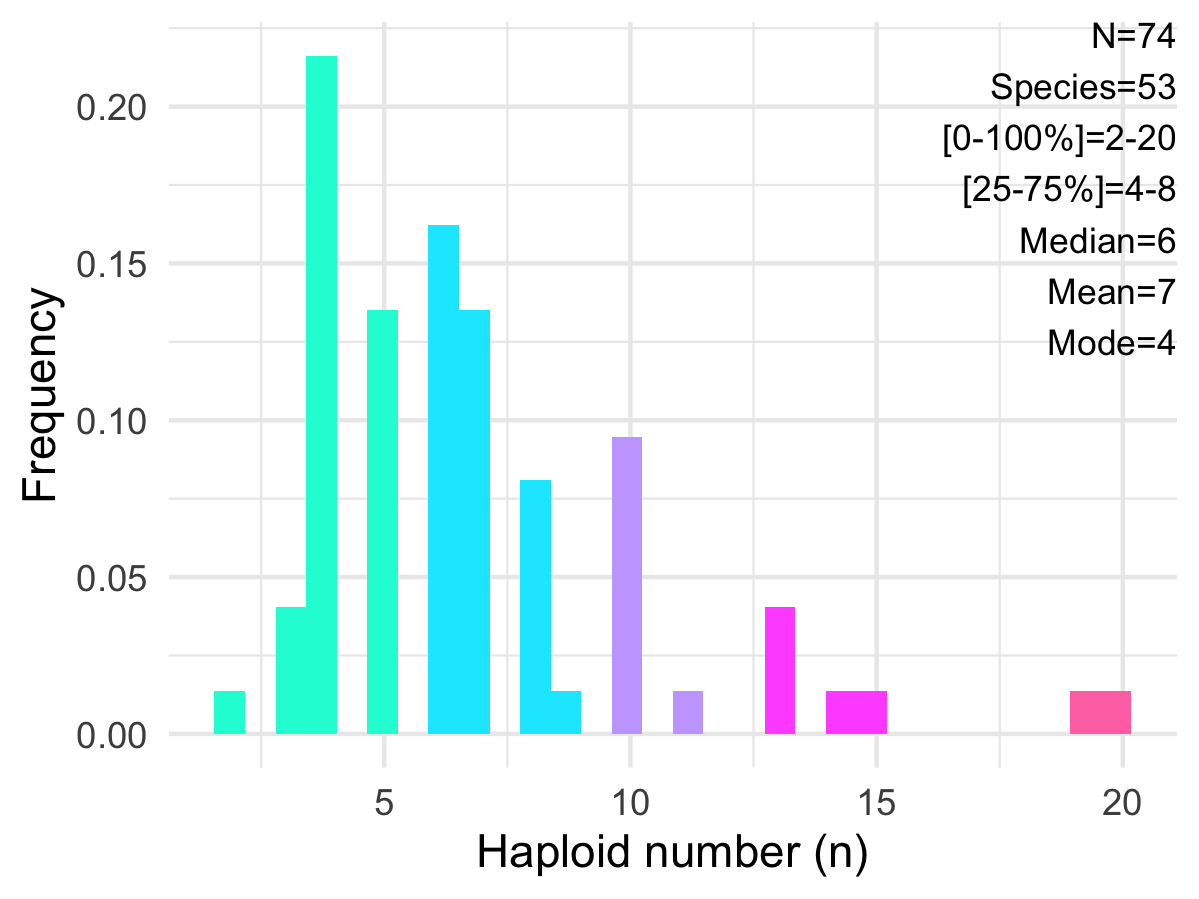 N=74
Species=53
[0-100%]=2-20
[25-75%]=4-8
Median=6
Mean=7
Mode=4
Frequency
0.20
0.15
0.10
0.05
0.00
5 10 15 20
Haploid number (n)